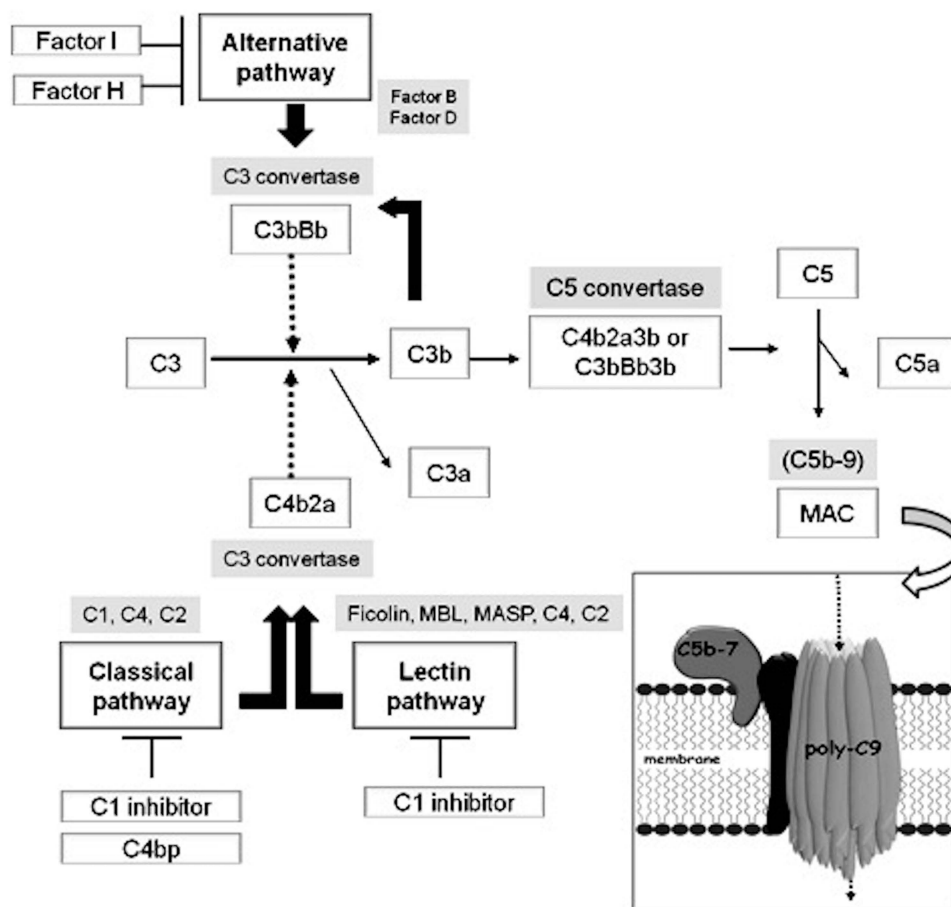 Factor I
Factor H
Alternative
pathway
Factor B
Factor D
C3 convertase
C3bBb
C3
C3b
C3a
C5 convertase
C4b2a3b or
C3bBb3b
C5
C5a
(C5b-9)
MAC
C4b2a
C3 convertase
C1, C4, C2
Classical
pathway
C1 inhibitor
C4bp
Ficolin, MBL, MASP, C4, C2
Lectin
pathway
C1 inhibitor
C5b-7
poly-C9
membrane